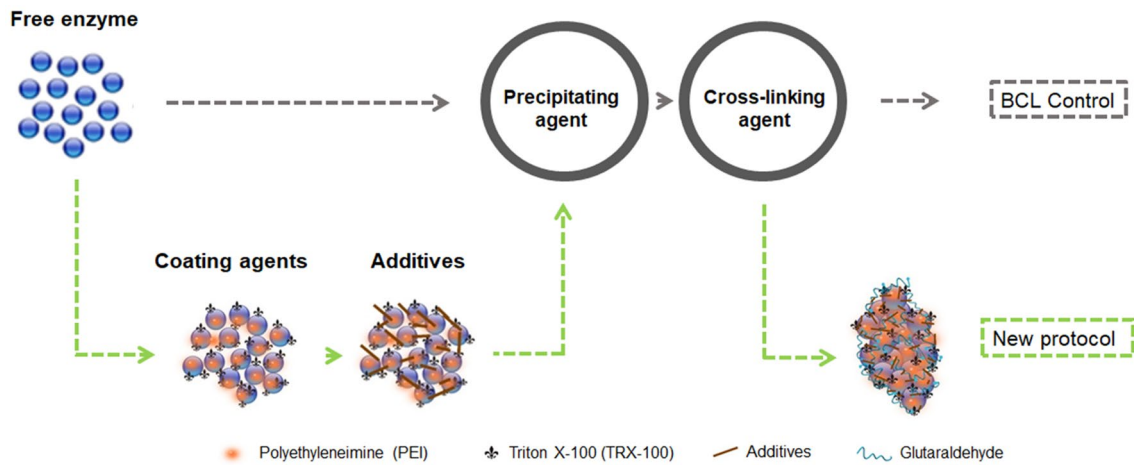 Free enzyme
Precipitating
agent
Cross-linking
agent
BCL Control
Coating agents
Additives
New protocol
Polyethyleneimine (PEI)
Triton X-100 (TRX-100)
Additives
Glutaraldehyde